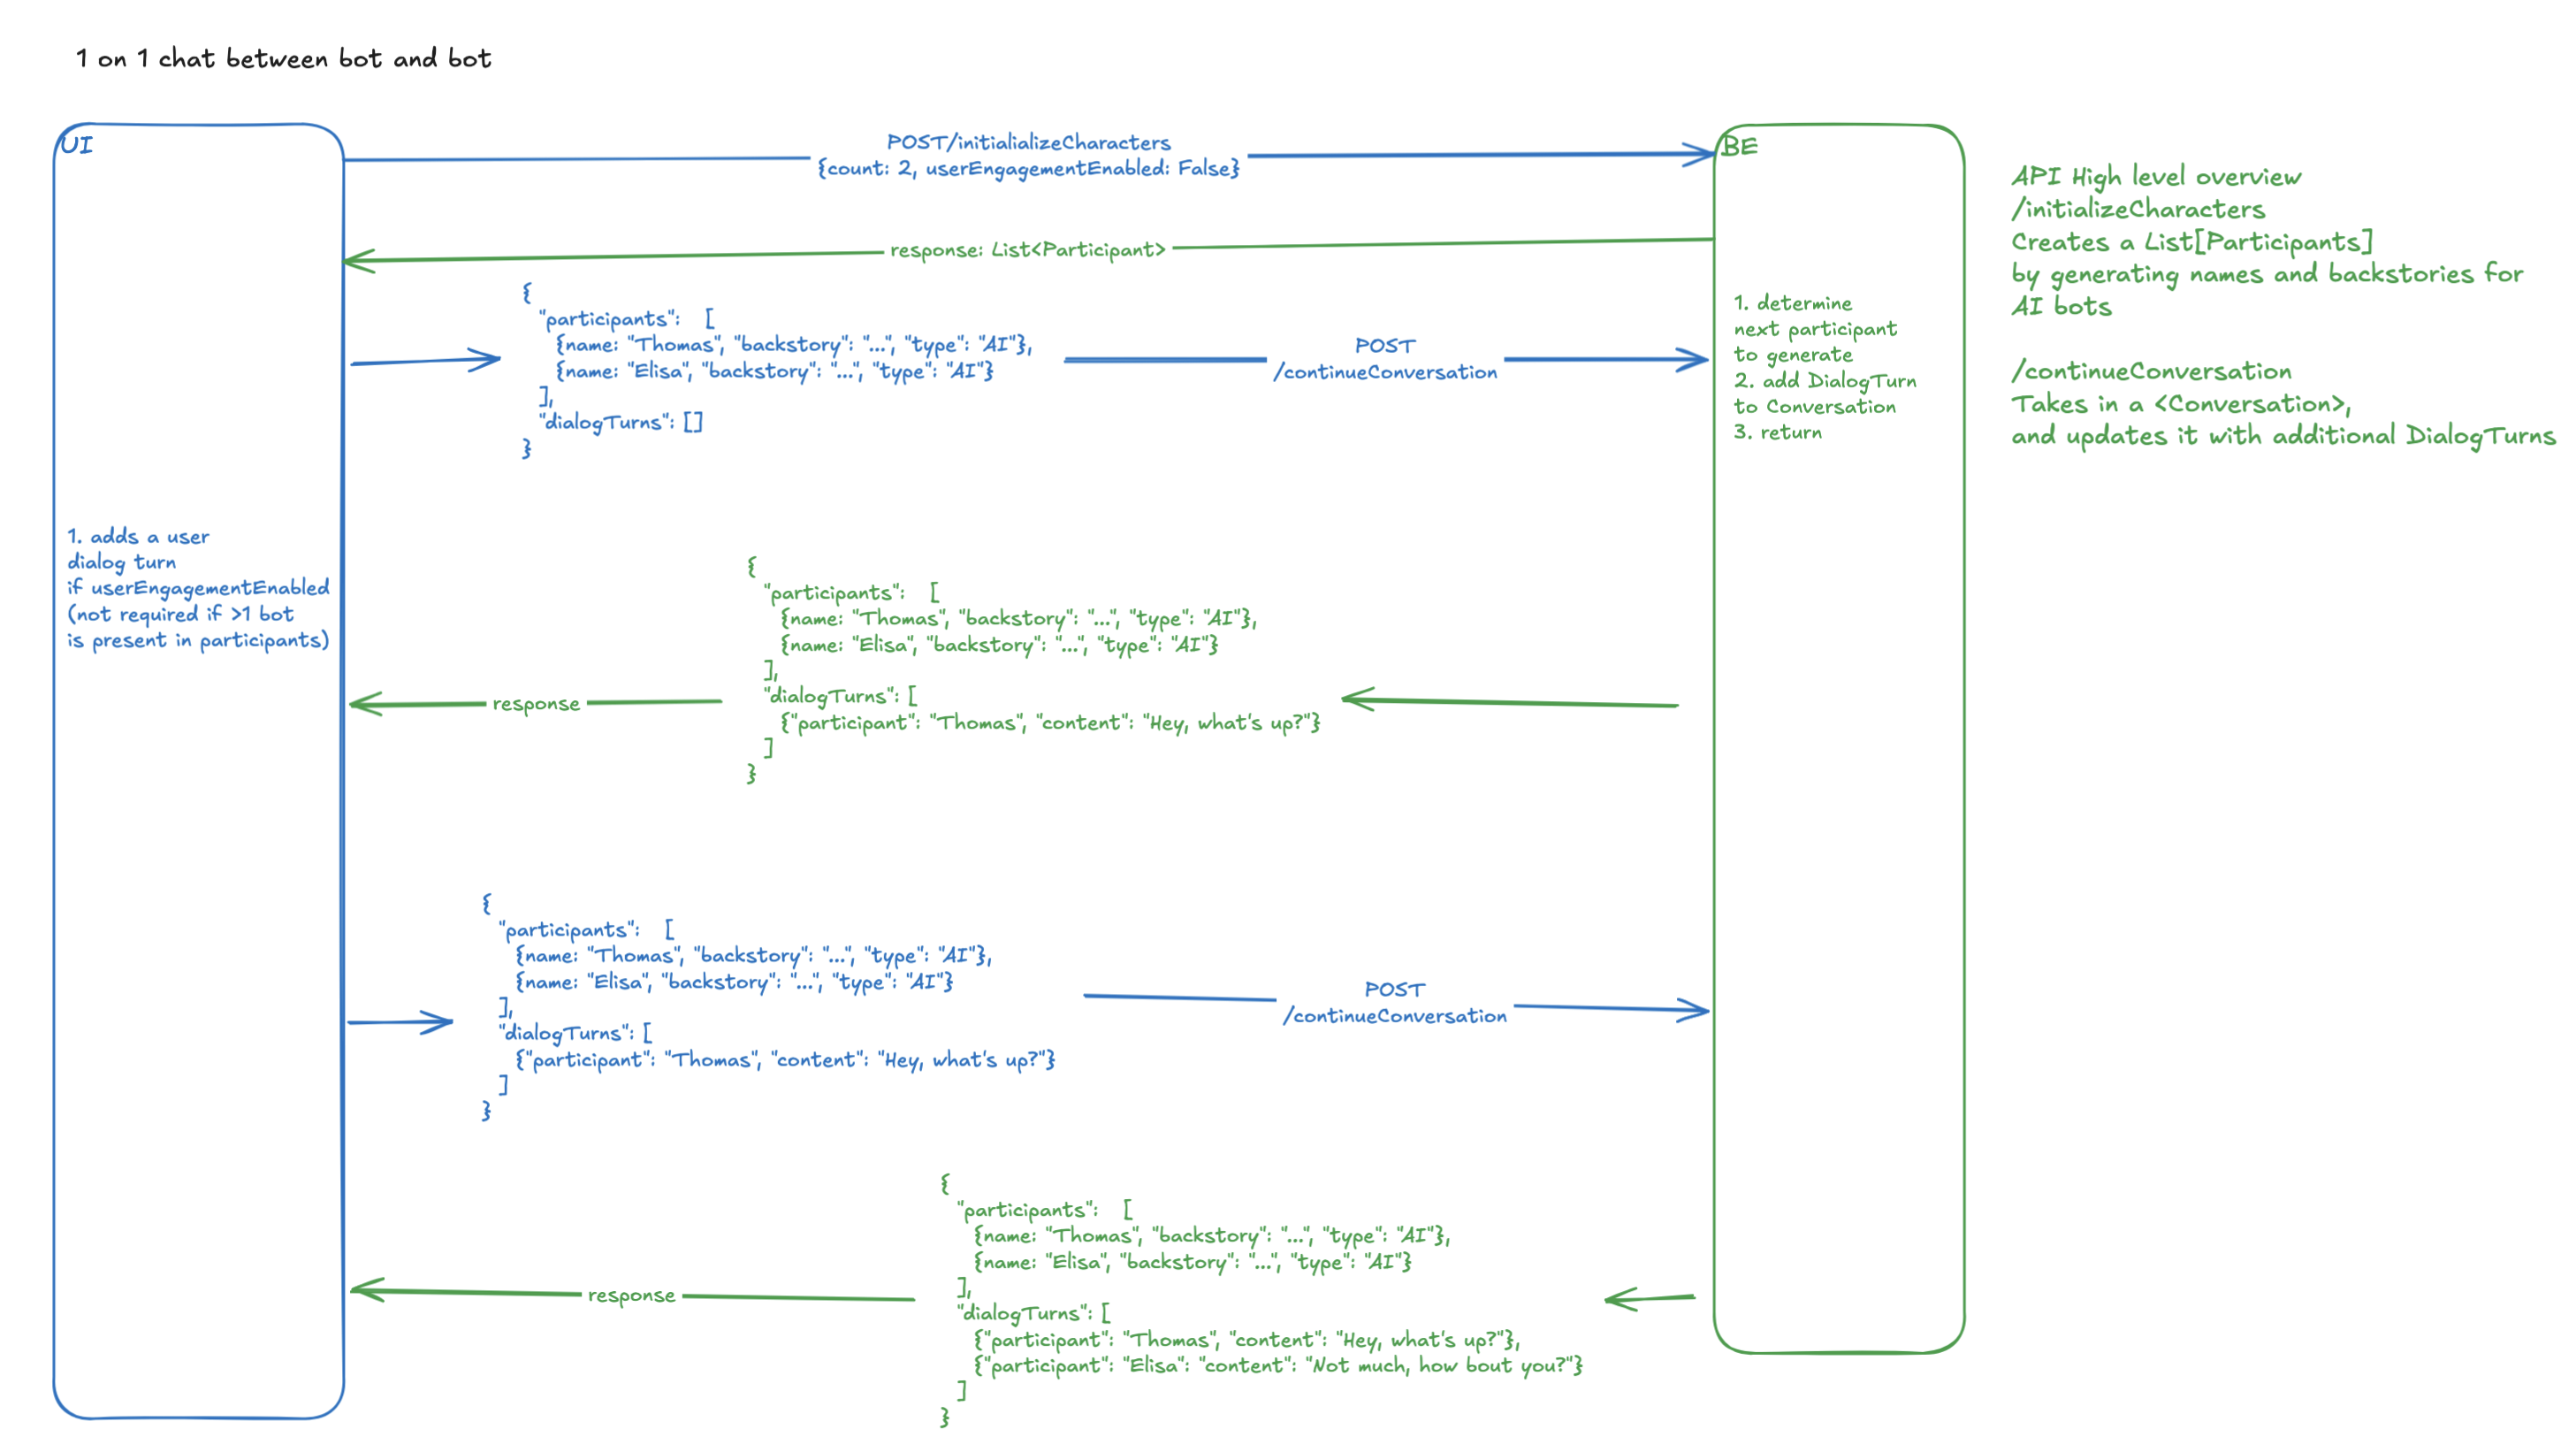 1 on 1 chat between bot and bot
UI
POST/initialializeCharacters
{count: 2, userEngagementEnabled: False}
BE
response: List<Participant>
API High level overview
/initializeCharacters
Creates a List[Participants]
by generating names and backstories for
AI bots
/continueConversation
Takes in a <Conversation>,
and updates it with additional DialogTurns
{
"participants": [
{name: "Thomas", "backstory": "...", "type": "AI"},
{name: "Elisa", "backstory": "...", "type": "AI"}
],
"dialogTurns": []
}
POST
/continueConversation
1. determine
next participant
to generate
2. add DialogTurn
to Conversation
3. return
1. adds a user
dialog turn
if userEngagementEnabled
(not required if >1 bot
is present in participants)
{
"participants": [
{name: "Thomas", "backstory": "...", "type": "AI"},
{name: "Elisa", "backstory": "...", "type": "AI"}
],
"dialogTurns": [
{"participant": "Thomas", "content": "Hey, what's up?"}
]
}
response
{
"participants": [
{name: "Thomas", "backstory": "...", "type": "AI"},
{name: "Elisa", "backstory": "...", "type": "AI"}
],
"dialogTurns": [
{"participant": "Thomas", "content": "Hey, what's up?"}
]
}
POST
/continueConversation
{
"participants": [
{name: "Thomas", "backstory": "...", "type": "AI"},
{name: "Elisa", "backstory": "...", "type": "AI"}
],
"dialogTurns": [
{"participant": "Thomas", "content": "Hey, what's up?"},
{"participant": "Elisa": "content": "Not much, how bout you?"}
]
}
response